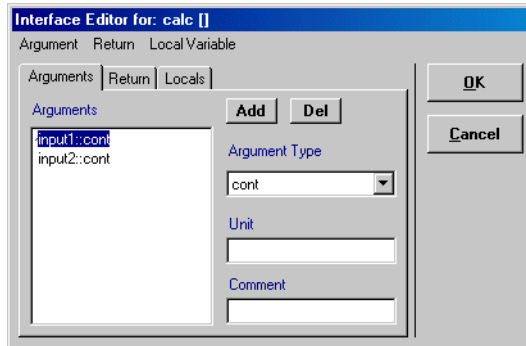 Interface Editor for: calc []
Argument Return Local Variable
Arguments Return Locals
Arguments
Add Del
input1::cont
input2::cont
Argument Type
cont
Unit
Comment
OK
Cancel